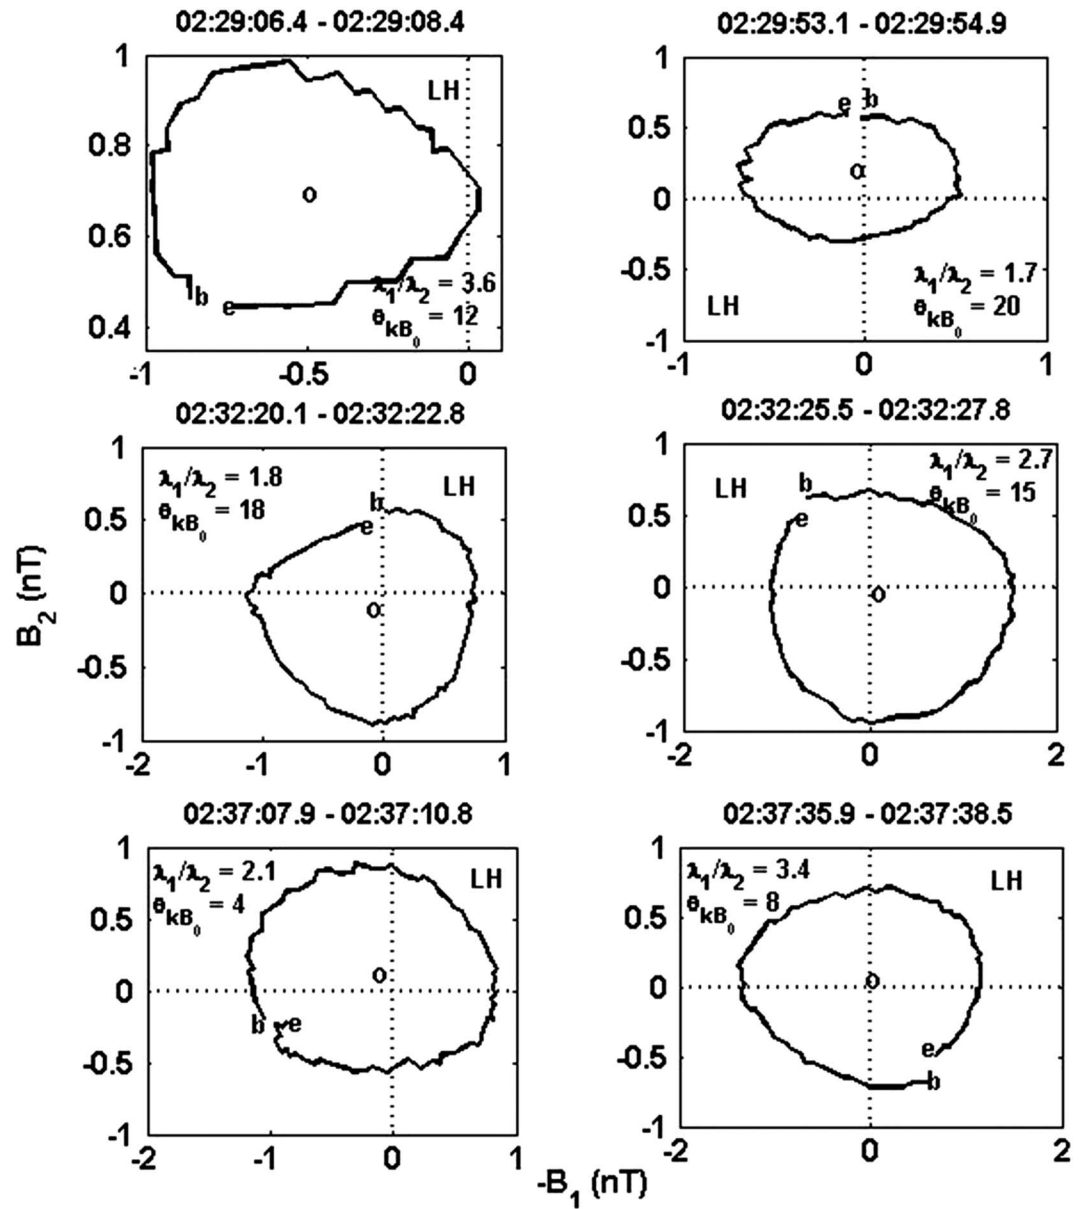 02:29:06.4 - 02:29:08.4
1
0.8
0.6
0.4
-1
-0.5
0
LH
o
b
e
λ1/λ2 = 3.6
θkB0 = 12
02:29:53.1 - 02:29:54.9
1
0.5
0
-0.5
-1
-1
0
1
e b
o
LH
λ1/λ2 = 1.7
θkB0 = 20
02:32:20.1 - 02:32:22.8
1
0.5
0
-0.5
-1
-2
-1
0
1
λ1/λ2 = 1.8
θkB0 = 18
LH
b
e
o
02:32:25.5 - 02:32:27.8
1
0.5
0
-0.5
-1
-2
0
2
LH
b
e
λ1/λ2 = 2.7
θkB0 = 15
o
02:37:07.9 - 02:37:10.8
1
0.5
0
-0.5
-1
-2
-1
0
1
λ1/λ2 = 2.1
θkB0 = 4
LH
o
b
e
02:37:35.9 - 02:37:38.5
1
0.5
0
-0.5
-1
-2
0
2
λ1/λ2 = 3.4
θkB0 = 8
LH
o
e
b
B2 (nT)
-B1 (nT)